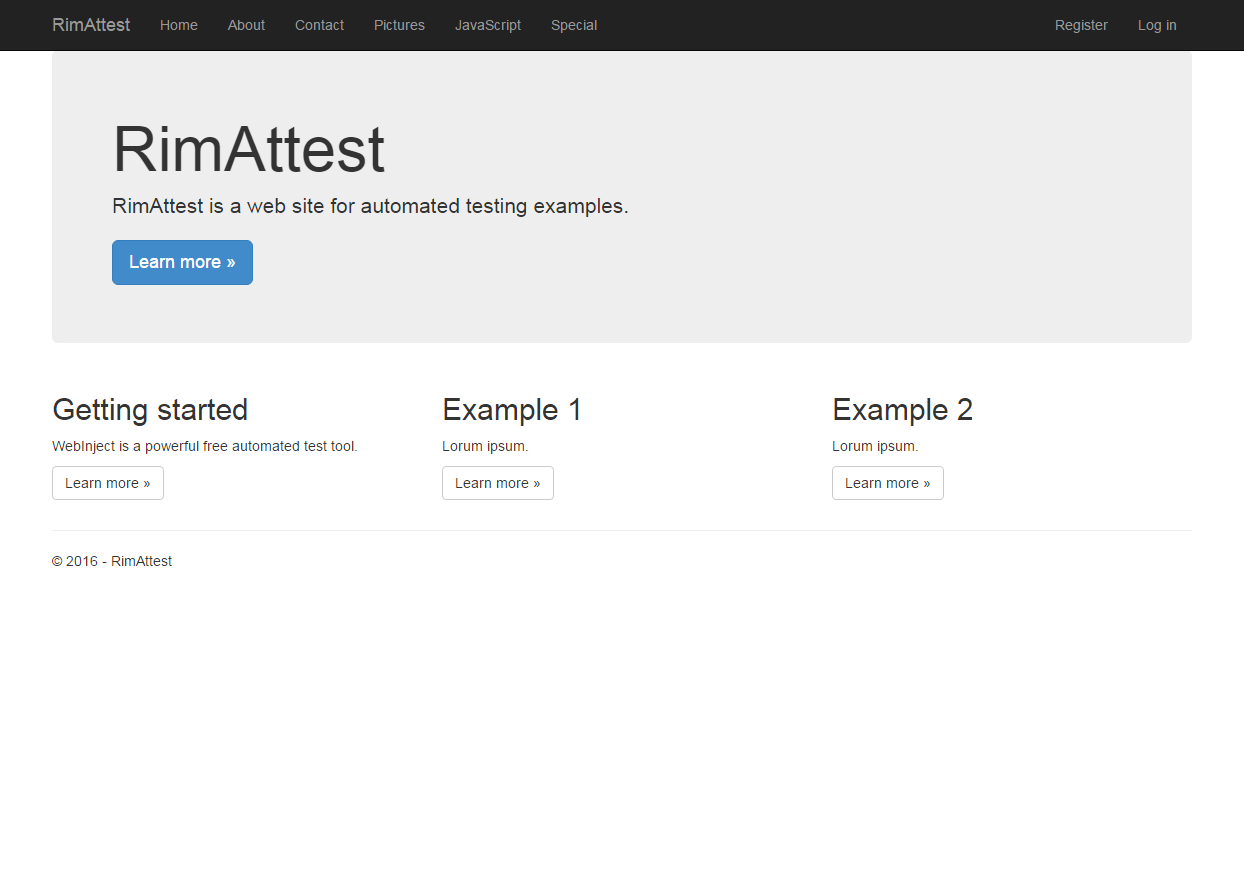 RimAttest Home About Contact Pictures JavaScript Special Register Log in
RimAttest
RimAttest is a web site for automated testing examples.
Learn more »
Getting started
WebInject is a powerful free automated test tool.
Learn more »
Example 1
Lorum ipsum.
Learn more »
Example 2
Lorum ipsum.
Learn more »
© 2016 - RimAttest